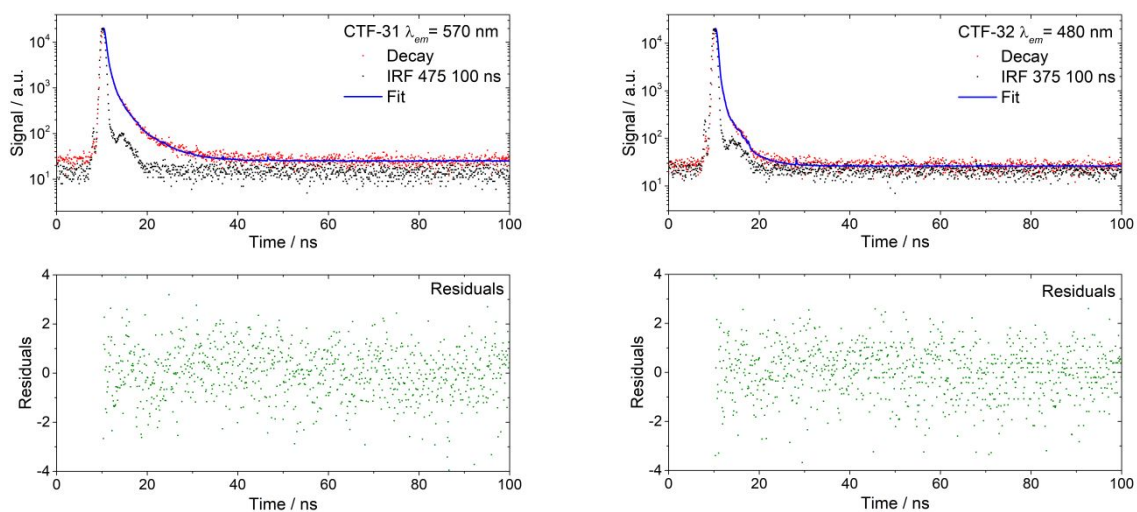 CTF-31 λem= 570 nm
Decay
IRF 475 100 ns
Fit
Signal / a.u.
10^4
10^3
10^2
10^1
0 20 40 60 80 100
Time / ns
CTF-32 λem= 480 nm
Decay
IRF 375 100 ns
Fit
Signal / a.u.
10^4
10^3
10^2
10^1
0 20 40 60 80 100
Time / ns
Residuals
Residuals
4
2
0
-2
-4
0 20 40 60 80 100
Time / ns
Residuals
Residuals
4
2
0
-2
-4
0 20 40 60 80 100
Time / ns